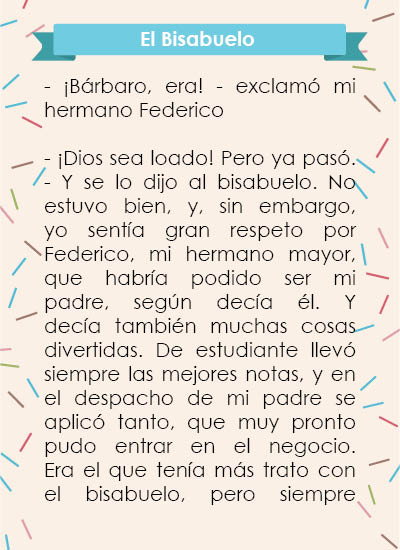 El Bisabuelo
- ¡Bárbaro, era! - exclamó mi
hermano Federico
- ¡Dios sea loado! Pero ya pasó.
- Y se lo dijo al bisabuelo. No
estuvo bien, y, sin embargo,
yo sentía gran respeto por
Federico, mi hermano mayor,
que habría podido ser mi
padre, según decía él. Y
decía también muchas cosas
divertidas. De estudiante llevó
siempre las mejores notas, y en
el despacho de mi padre se
aplicó tanto, que muy pronto
pudo entrar en el negocio.
Era el que tenía más trato con
el bisabuelo, pero siempre